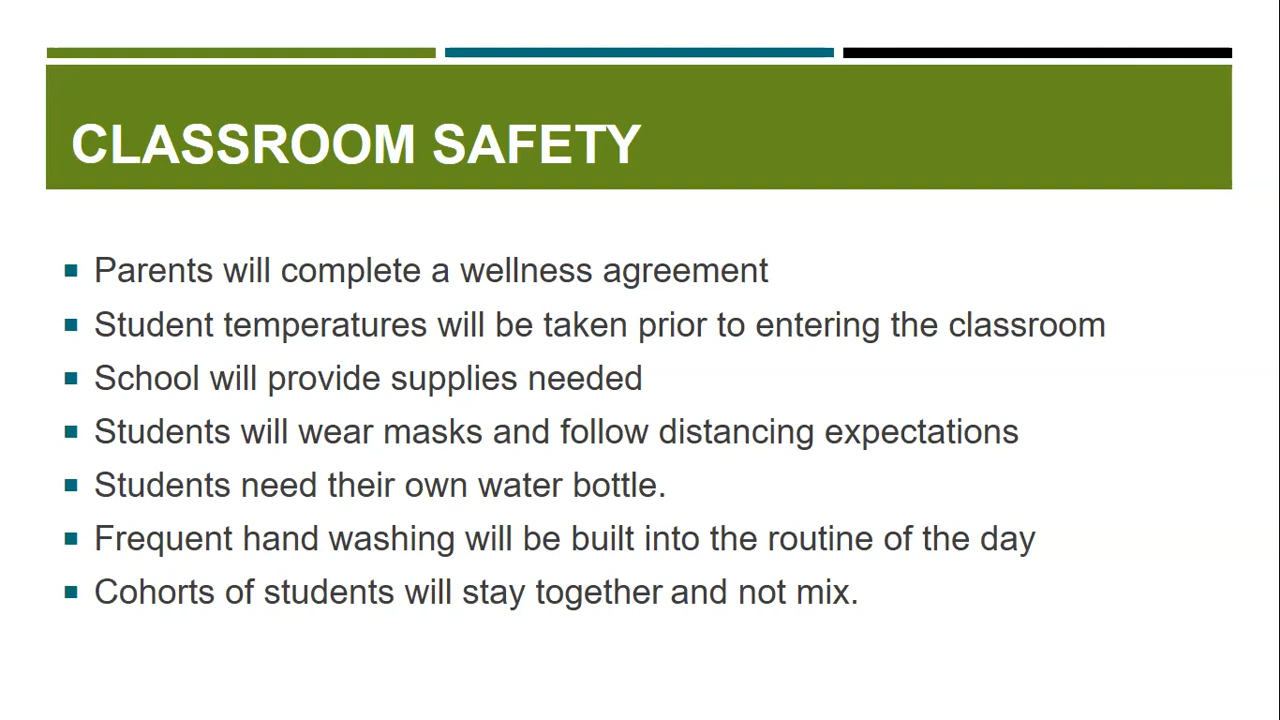 CLASSROOM SAFETY
Parents will complete a wellness agreement
Student temperatures will be taken prior to entering the classroom
School will provide supplies needed
Students will wear masks and follow distancing expectations
Students need their own water bottle.
Frequent hand washing will be built into the routine of the day
Cohorts of students will stay together and not mix.